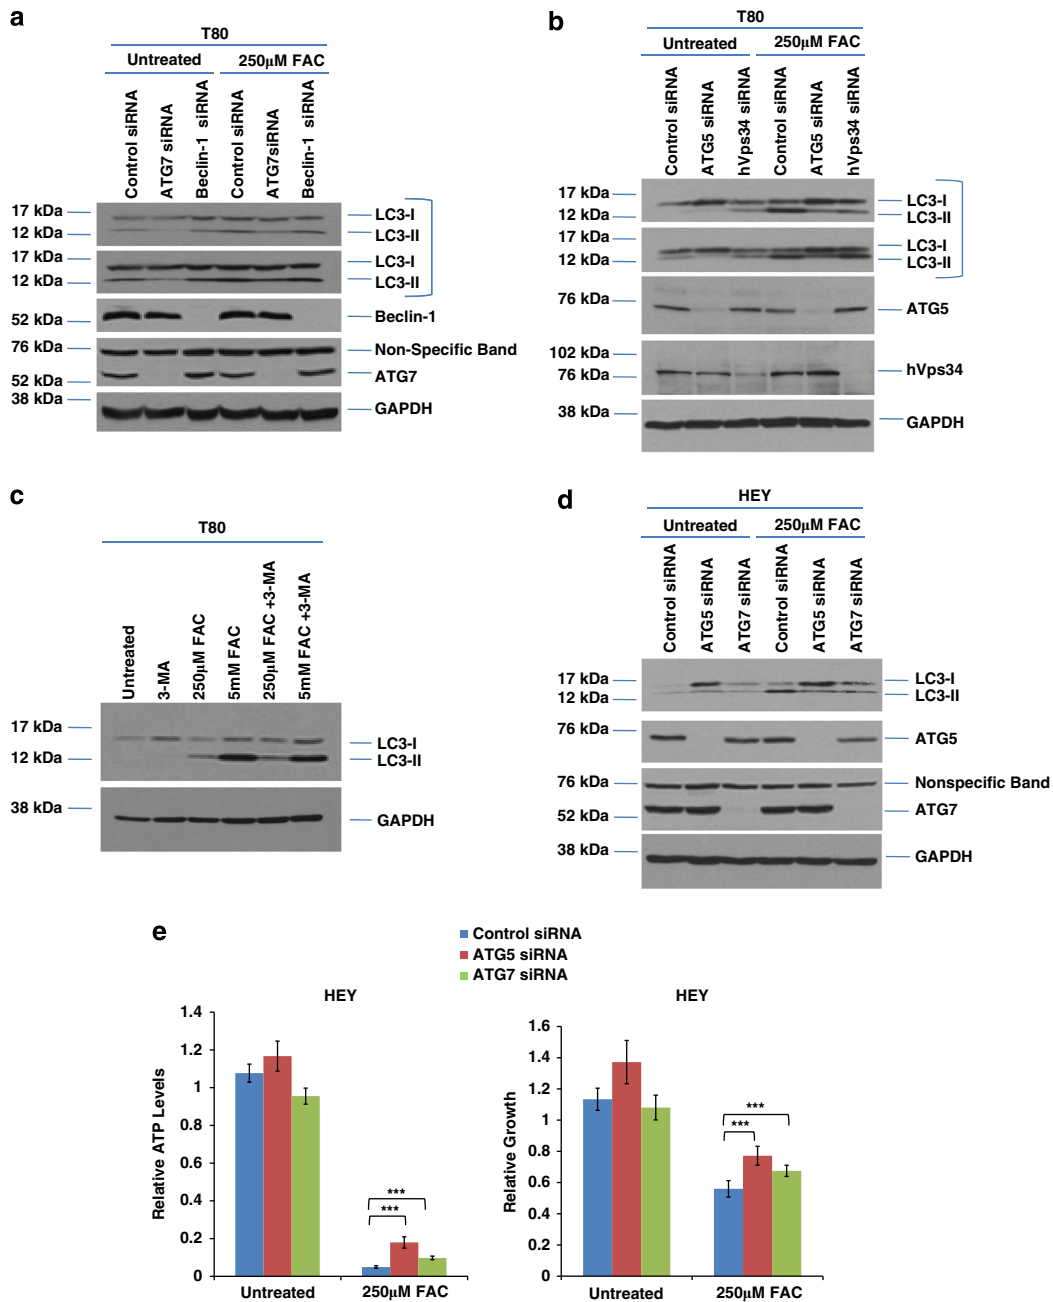 a
T80
Untreated
250μM FAC
Control siRNA
ATG7 siRNA
Beclin-1 siRNA
Control siRNA
ATG7siRNA
Beclin-1 siRNA
17 kDa
LC3-I
12 kDa
LC3-II
17 kDa
LC3-I
12 kDa
LC3-II
52 kDa
Beclin-1
76 kDa
Non-Specific Band
52 kDa
ATG7
38 kDa
GAPDH
b
T80
Untreated
250μM FAC
Control siRNA
ATG5 siRNA
hVps34 siRNA
Control siRNA
ATG5 siRNA
hVps34 siRNA
17 kDa
LC3-I
12 kDa
LC3-II
17 kDa
LC3-I
12 kDa
LC3-II
76 kDa
ATG5
102 kDa
hVps34
76 kDa
38 kDa
GAPDH
c
T80
Untreated
3-MA
250μM FAC
5mM FAC
250μM FAC +3-MA
5mM FAC +3-MA
17 kDa
LC3-I
12 kDa
LC3-II
38 kDa
GAPDH
d
HEY
Untreated
250μM FAC
Control siRNA
ATG5 siRNA
ATG7 siRNA
Control siRNA
ATG5 siRNA
ATG7 siRNA
17 kDa
LC3-I
12 kDa
LC3-II
76 kDa
ATG5
76 kDa
Nonspecific Band
52 kDa
ATG7
38 kDa
GAPDH
e
Control siRNA
ATG5 siRNA
ATG7 siRNA
HEY
Relative ATP Levels
1.4
1.2
1
0.8
0.6
0.4
0.2
0
***
***
Untreated
250μM FAC
HEY
Relative Growth
1.6
1.4
1.2
1
0.8
0.6
0.4
0.2
0
***
***
Untreated
250μM FAC